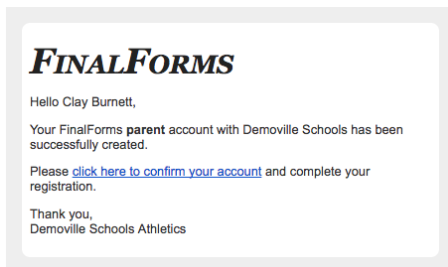 FINALFORMS
Hello Clay Burnett,
Your FinalForms parent account with Demoville Schools has been
successfully created.
Please click here to confirm your account and complete your
registration.
Thank you,
Demoville Schools Athletics